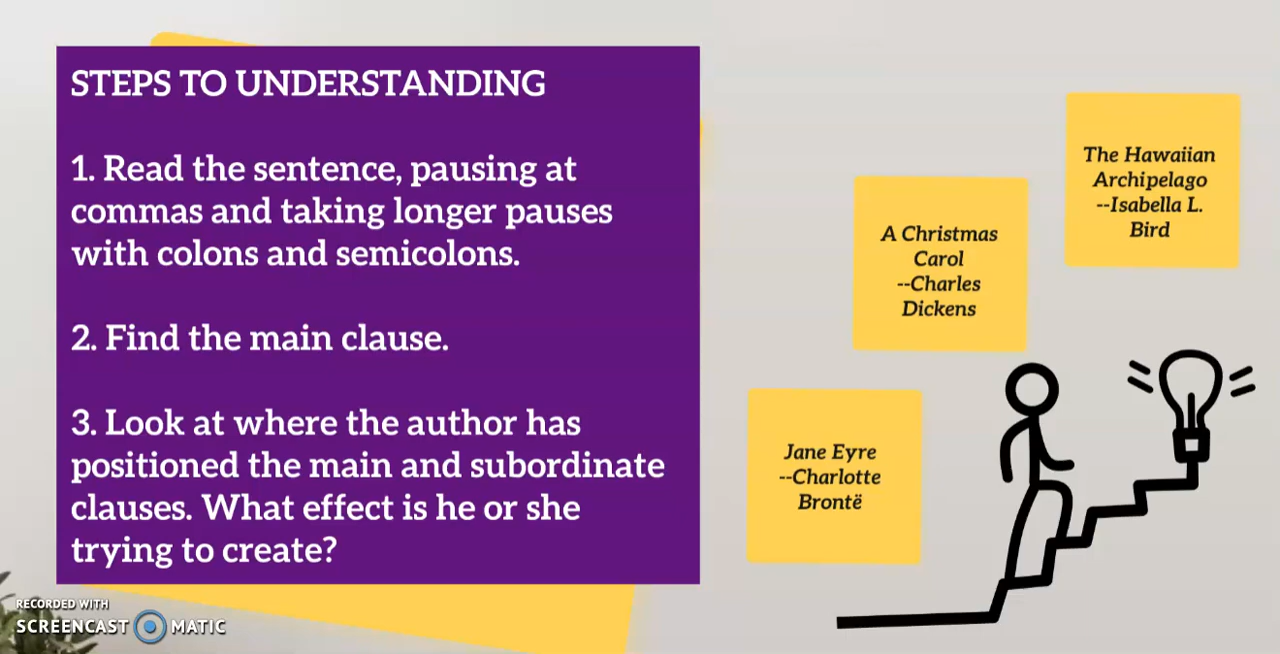 STEPS TO UNDERSTANDING
1. Read the sentence, pausing at
commas and taking longer pauses
with colons and semicolons.
2. Find the main clause.
3. Look at where the author has
positioned the main and subordinate
clauses. What effect is he or she
trying to create?
Jane Eyre
--Charlotte
Brontë
A Christmas
Carol
--Charles
Dickens
The Hawaiian
Archipelago
--Isabella L.
Bird
RECORDED WITH
SCREENCAST MATIC